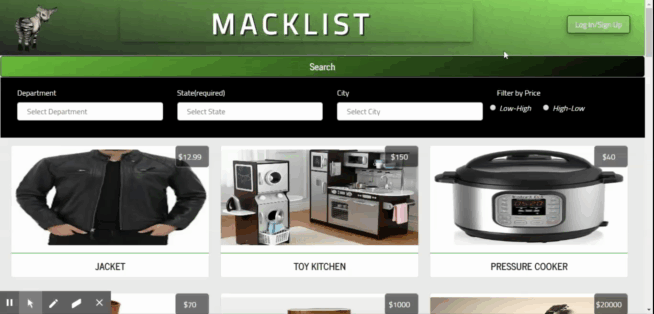 MACKLIST
Log In/Sign Up
Search
Department
State(required)
City
Filter by Price
Select Department
Select State
Select City
Low-High
High-Low
$12.99
$150
$40
JACKET
TOY KITCHEN
PRESSURE COOKER
$70
$1000
$20000